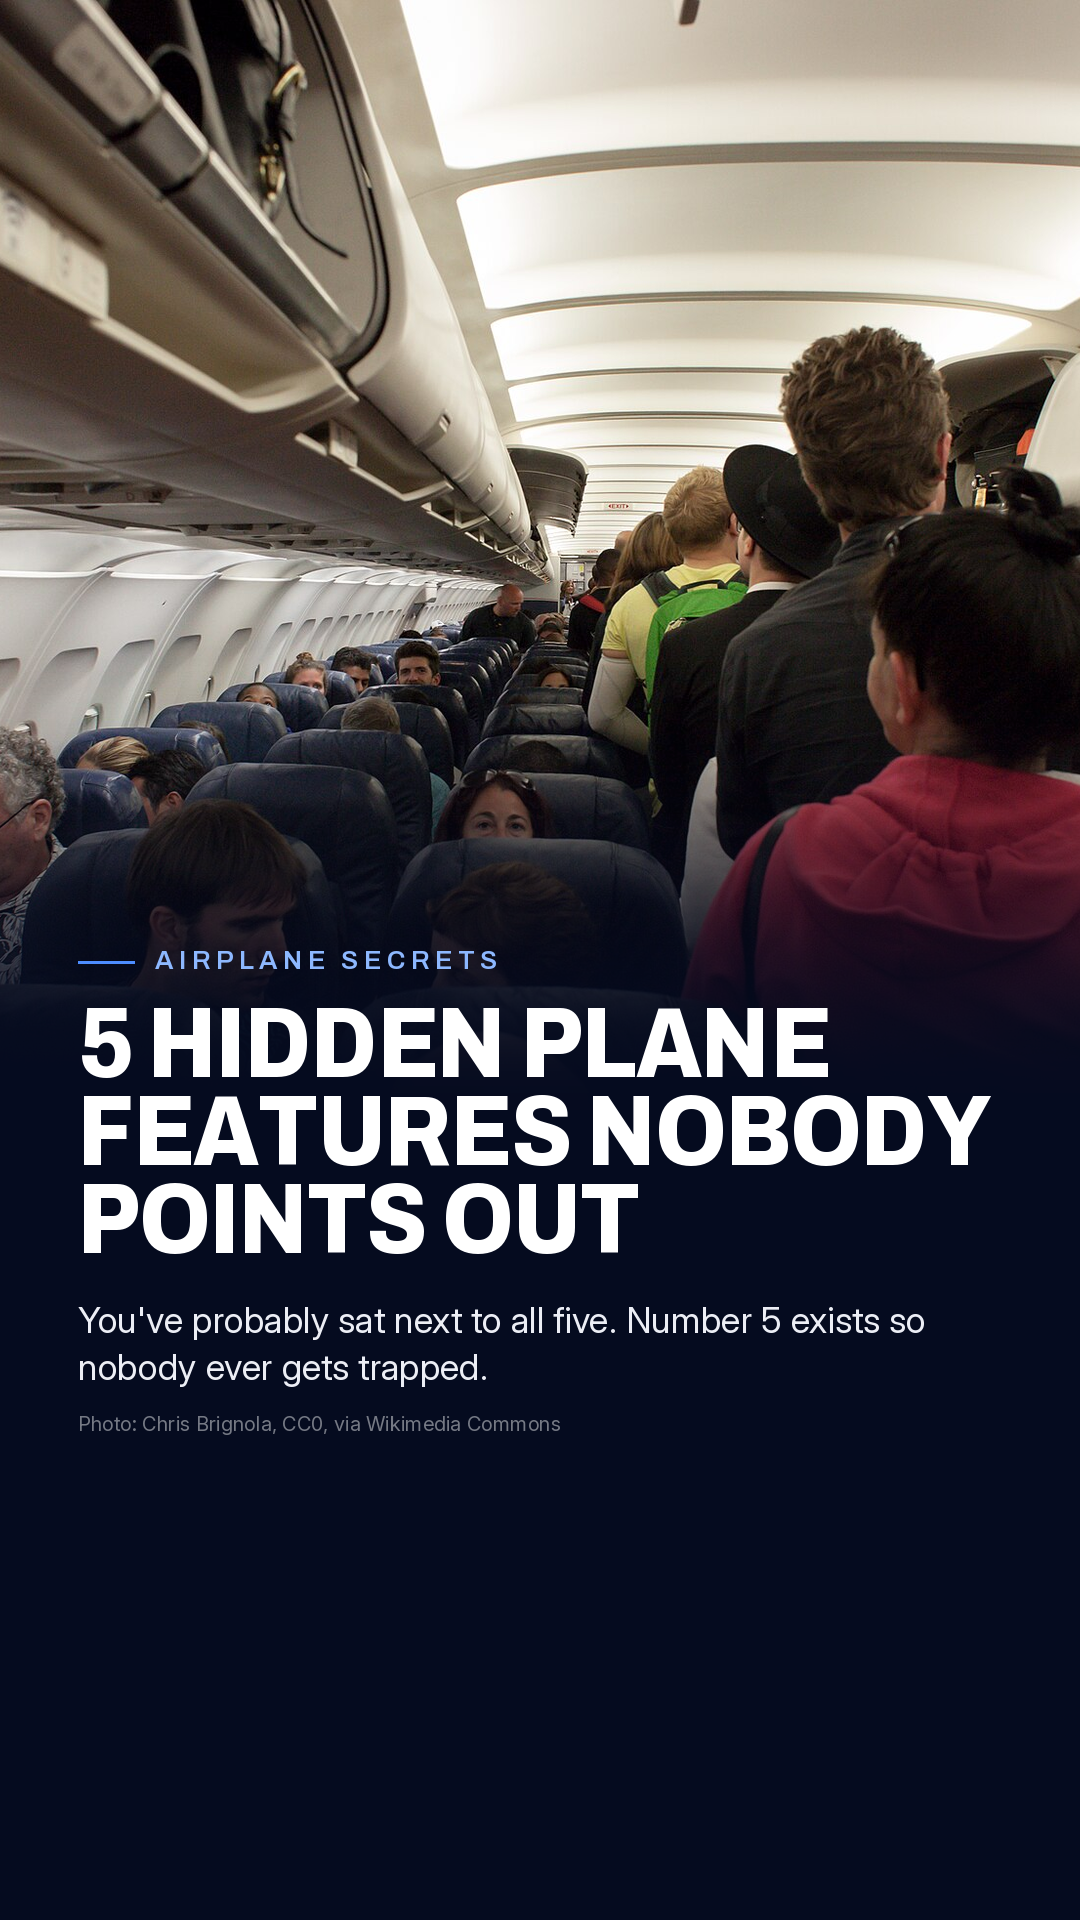 EXIT
AIRPLANE SECRETS
5 HIDDEN PLANE
FEATURES NOBODY
POINTS OUT
You've probably sat next to all five. Number 5 exists so
nobody ever gets trapped.
Photo: Chris Brignola, CC0, via Wikimedia Commons